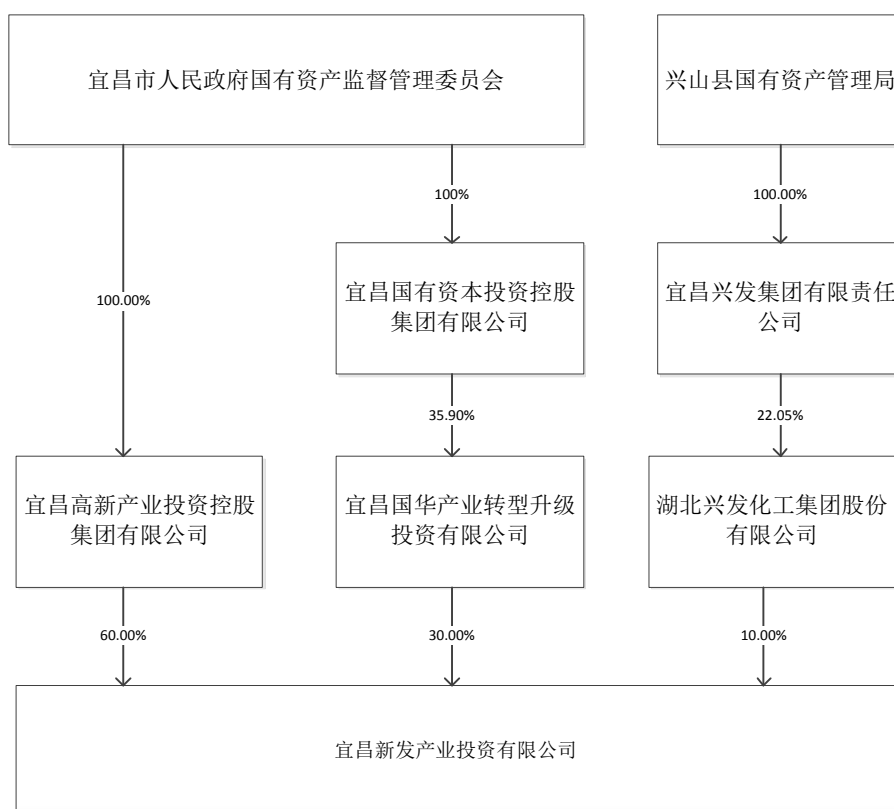 宜昌市人民政府国有资产监督管理委员会
兴山县国有资产管理局
100%
100.00%
宜昌国有资本投资控股
集团有限公司
宜昌兴发集团有限责任
公司
100.00%
35.90%
22.05%
宜昌高新产业投资控股
集团有限公司
宜昌国华产业转型升级
投资有限公司
湖北兴发化工集团股份
有限公司
60.00%
30.00%
10.00%
宜昌新发产业投资有限公司